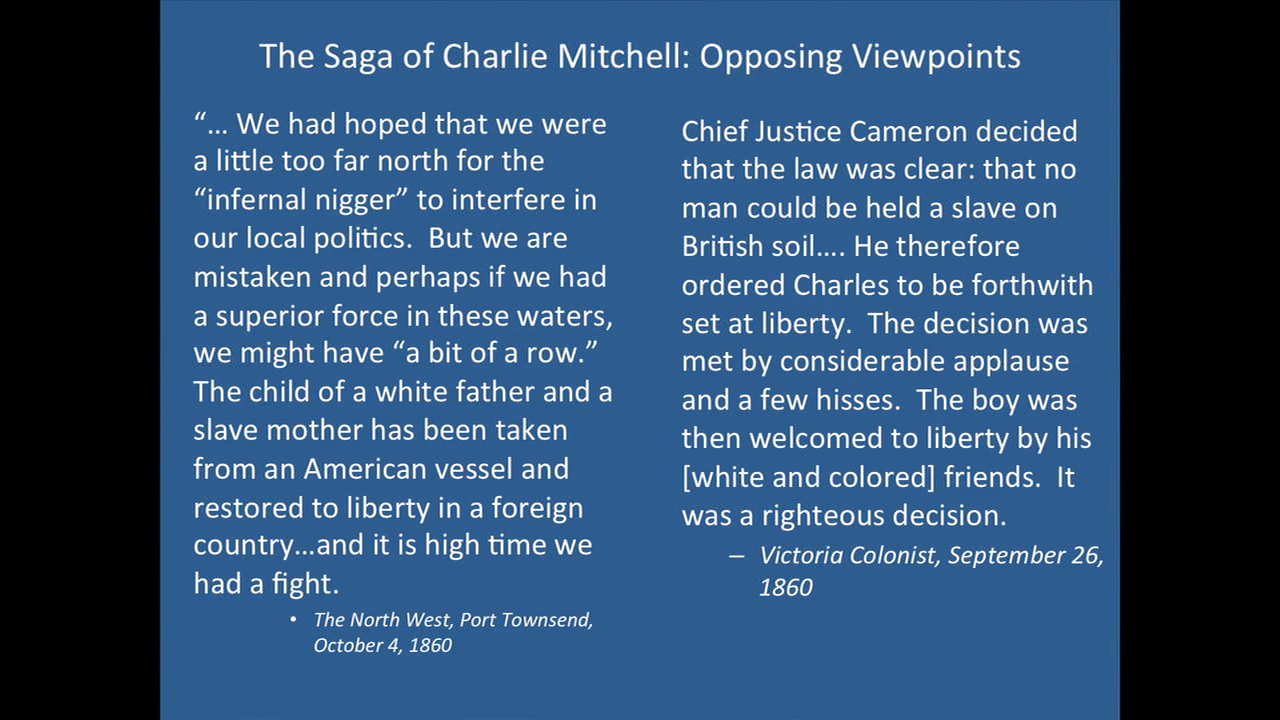 The Saga of Charlie Mitchell: Opposing Viewpoints
“… We had hoped that we were
a little too far north for the
“infernal nigger” to interfere in
our local politics.  But we are
mistaken and perhaps if we had
a superior force in these waters,
we might have “a bit of a row.”
The child of a white father and a
slave mother has been taken
from an American vessel and
restored to liberty in a foreign
country…and it is high time we
had a fight.
• The North West, Port Townsend,
October 4, 1860
Chief Justice Cameron decided
that the law was clear: that no
man could be held a slave on
British soil…. He therefore
ordered Charles to be forthwith
set at liberty.  The decision was
met by considerable applause
and a few hisses.  The boy was
then welcomed to liberty by his
[white and colored] friends.  It
was a righteous decision.
– Victoria Colonist, September 26,
1860